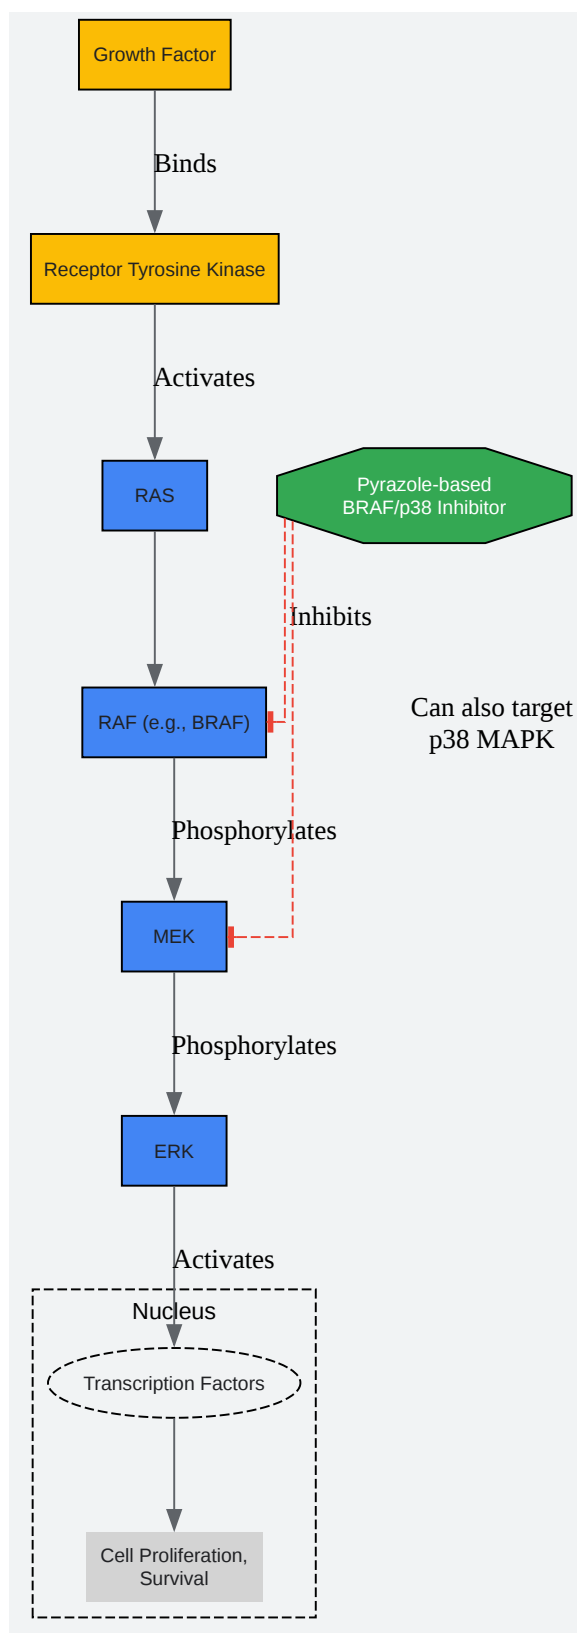 Growth Factor
Binds
Receptor Tyrosine Kinase
Activates
RAS
Pyrazole-based
BRAF/p38 Inhibitor
Inhibits
RAF (e.g., BRAF)
Can also target
p38 MAPK
Phosphorylates
MEK
Phosphorylates
ERK
Activates
Nucleus
Transcription Factors
Cell Proliferation,
Survival